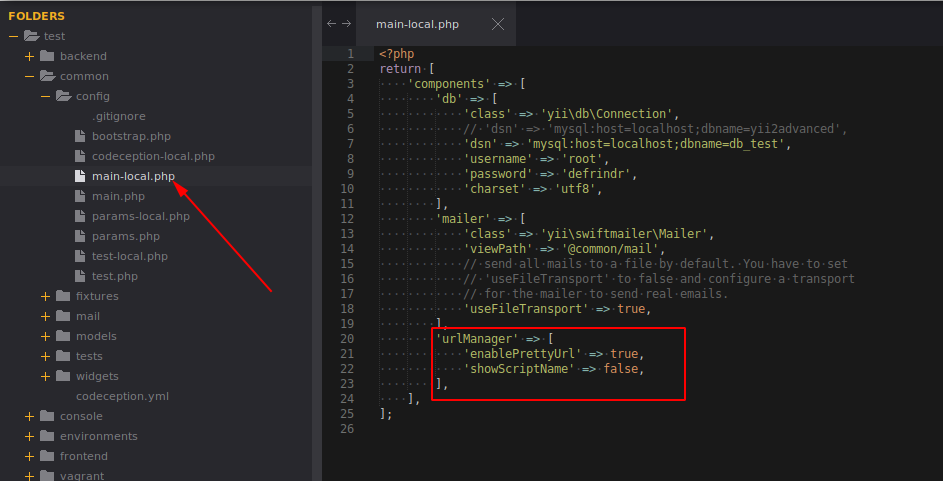 FOLDERS
test
backend
common
config
.gitignore
bootstrap.php
codeception-local.php
main-local.php
main.php
params-local.php
params.php
test-local.php
test.php
fixtures
mail
models
tests
widgets
codeception.yml
console
environments
frontend
vagrant
main-local.php
1 <?php
2 return [
3 'components' => [
4 'db' => [
5 'class' => 'yii\db\Connection',
6 // 'dsn' => 'mysql:host=localhost;dbname=yii2advanced',
7 'dsn' => 'mysql:host=localhost;dbname=db_test',
8 'username' => 'root',
9 'password' => 'defrindr',
10 'charset' => 'utf8',
11 ],
12 'mailer' => [
13 'class' => 'yii\swiftmailer\Mailer',
14 'viewPath' => '@common/mail',
15 // send all mails to a file by default. You have to set
16 // 'useFileTransport' to false and configure a transport
17 // for the mailer to send real emails.
18 'useFileTransport' => true,
19 ],
20 'urlManager' => [
21 'enablePrettyUrl' => true,
22 'showScriptName' => false,
23 ],
24 ],
25 ];
26